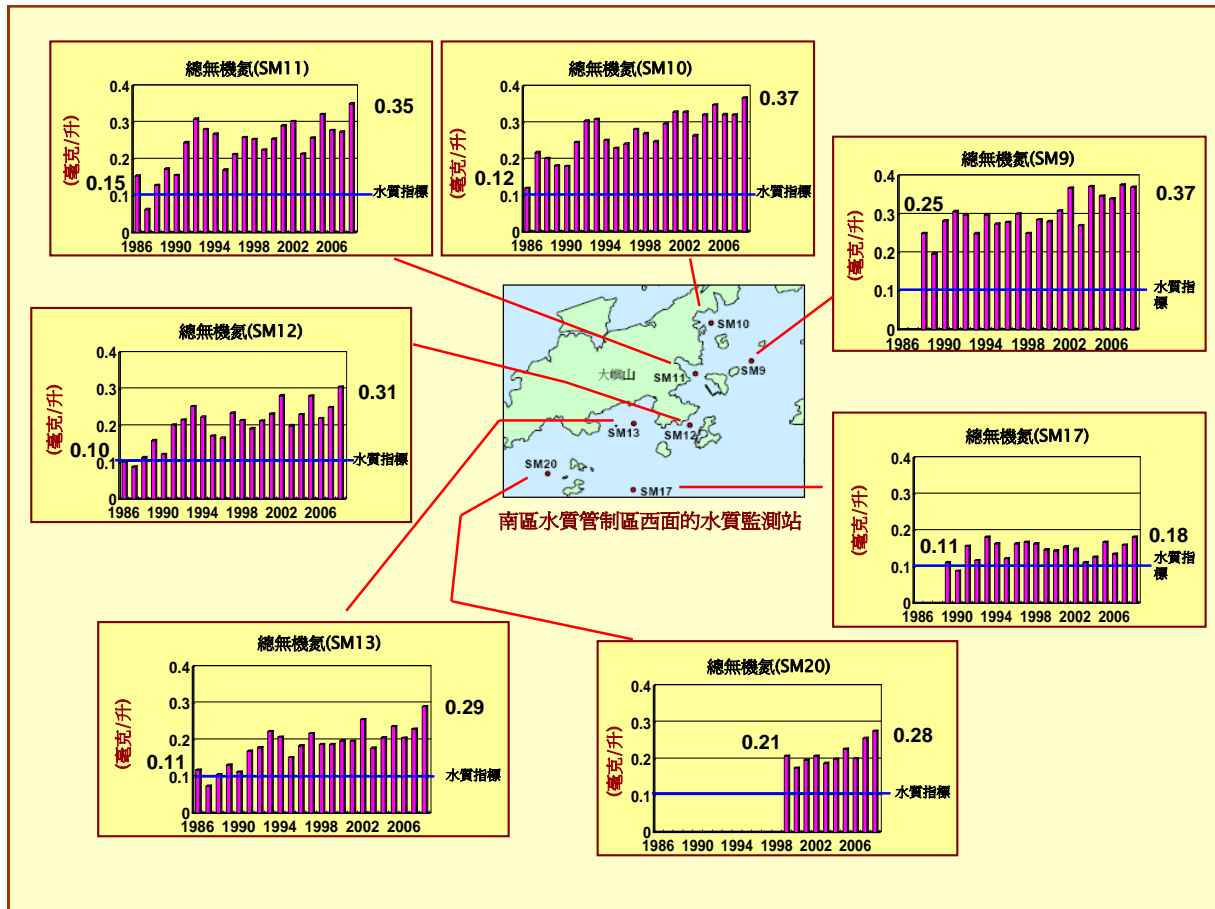 總無機氮(SM11)
(毫克/升)
0.4
0.3
0.2
0.1
0
0.15
0.35
水質指標
1986 1990 1994 1998 2002 2006
總無機氮(SM10)
(毫克/升)
0.4
0.3
0.2
0.1
0
0.12
0.37
水質指標
1986 1990 1994 1998 2002 2006
總無機氮(SM9)
(毫克/升)
0.4
0.3
0.2
0.1
0
0.25
0.37
水質指
標
1986 1990 1994 1998 2002 2006
總無機氮(SM12)
(毫克/升)
0.4
0.3
0.2
0.1
0
0.10
0.31
水質指標
1986 1990 1994 1998 2002 2006
SM10
SM9
大嶼山
SM11
SM13
SM12
SM20
SM17
南區水質管制區西面的水質監測站
總無機氮(SM17)
(毫克/升)
0.4
0.3
0.2
0.1
0
0.11
0.18
水質指
標
1986 1990 1994 1998 2002 2006
總無機氮(SM13)
(毫克/升)
0.4
0.3
0.2
0.1
0
0.11
0.29
水質指標
1986 1990 1994 1998 2002 2006
總無機氮(SM20)
(毫克/升)
0.4
0.3
0.2
0.1
0
0.21
0.28
水質指標
1986 1990 1994 1998 2002 2006